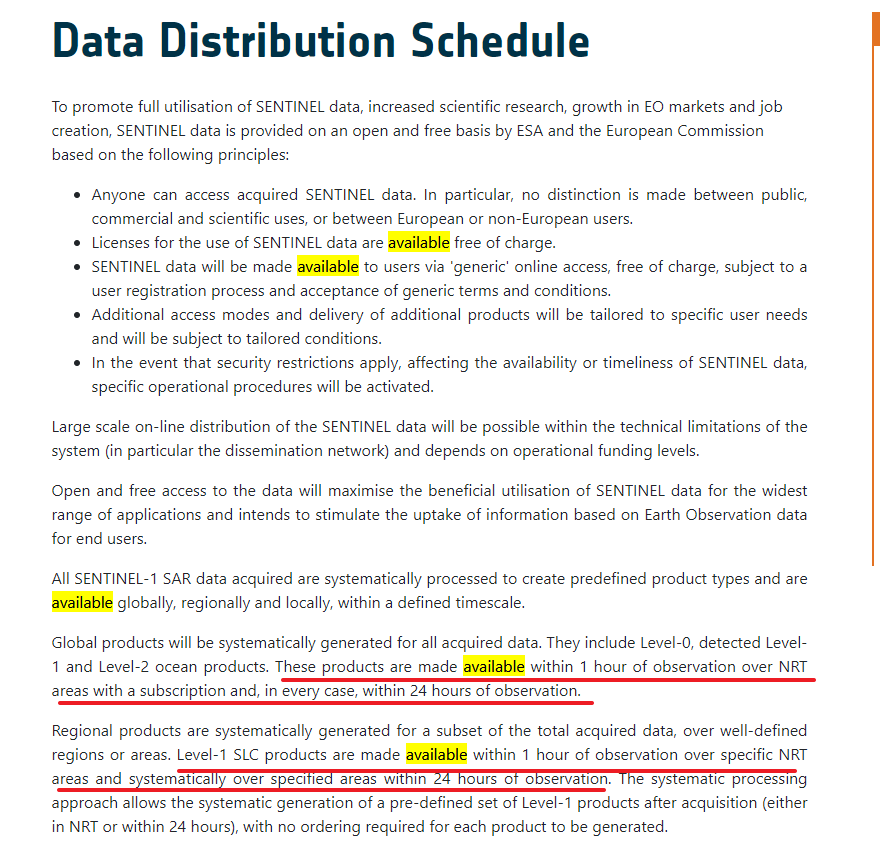 Data Distribution Schedule
To promote full utilisation of SENTINEL data, increased scientific research, growth in EO markets and job
creation, SENTINEL data is provided on an open and free basis by ESA and the European Commission
based on the following principles:
• Anyone can access acquired SENTINEL data. In particular, no distinction is made between public,
commercial and scientific uses, or between European or non-European users.
• Licenses for the use of SENTINEL data are available free of charge.
• SENTINEL data will be made available to users via 'generic' online access, free of charge, subject to a
user registration process and acceptance of generic terms and conditions.
• Additional access modes and delivery of additional products will be tailored to specific user needs
and will be subject to tailored conditions.
• In the event that security restrictions apply, affecting the availability or timeliness of SENTINEL data,
specific operational procedures will be activated.
Large scale on-line distribution of the SENTINEL data will be possible within the technical limitations of the
system (in particular the dissemination network) and depends on operational funding levels.
Open and free access to the data will maximise the beneficial utilisation of SENTINEL data for the widest
range of applications and intends to stimulate the uptake of information based on Earth Observation data
for end users.
All SENTINEL-1 SAR data acquired are systematically processed to create predefined product types and are
available globally, regionally and locally, within a defined timescale.
Global products will be systematically generated for all acquired data. They include Level-0, detected Level-
1 and Level-2 ocean products. These products are made available within 1 hour of observation over NRT
areas with a subscription and, in every case, within 24 hours of observation.
Regional products are systematically generated for a subset of the total acquired data, over well-defined
regions or areas. Level-1 SLC products are made available within 1 hour of observation over specific NRT
areas and systematically over specified areas within 24 hours of observation. The systematic processing
approach allows the systematic generation of a pre-defined set of Level-1 products after acquisition (either
in NRT or within 24 hours), with no ordering required for each product to be generated.